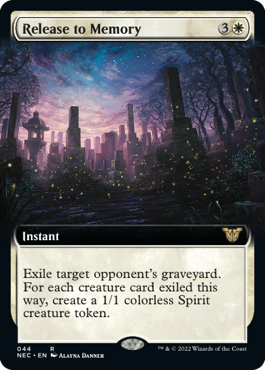 Release to Memory 3
Instant
Exile target opponent's graveyard.
For each creature card exiled this
way, create a 1/1 colorless Spirit
creature token.
044 R
NEC • EN ALAYNA DANNER
™ & © 2022 Wizards of the Coast